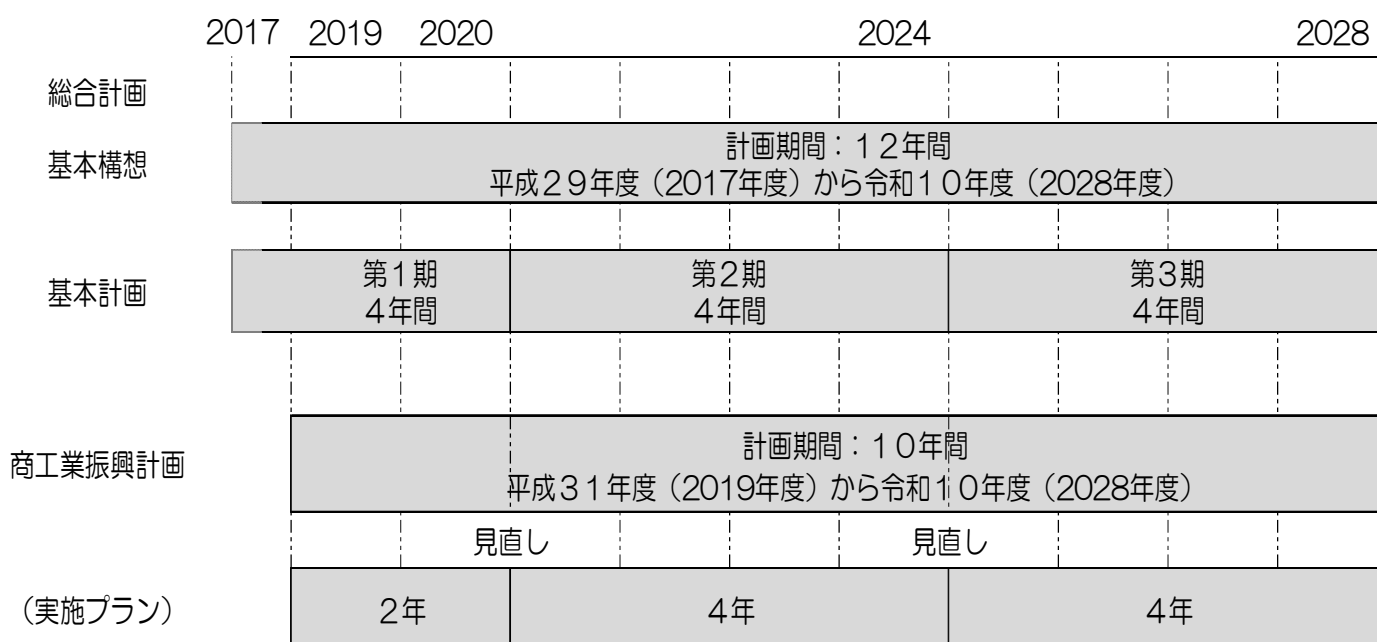 2017 2019 2020 2024 2028
総合計画
基本構想
計画期間：１２年間
平成２９年度（2017年度）から令和１０年度（2028年度）
基本計画
第１期 第２期 第３期
４年間 ４年間 ４年間
商工業振興計画
計画期間：１０年間
平成３１年度（2019年度）から令和１０年度（2028年度）
見直し 見直し
（実施プラン） ２年 ４年 ４年